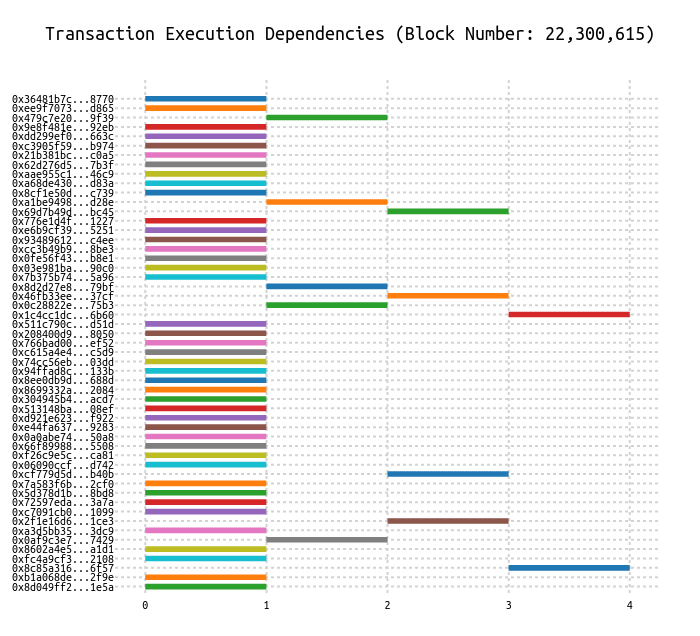 Transaction Execution Dependencies (Block Number: 22,300,615)
0x36481b7c...8770
0xee9f7073...d865
0x479c7e20...9f39
0x9e8f481e...92eb
0xdd299ef0...663c
0xc3905f59...b974
0x21b381bc...c0a5
0x62d276d5...7b3f
0xaae955c1...46c9
0xa68de430...d83a
0x8cf1e50d...c739
0xa1be9498...d28e
0x69d7b49d...bc45
0x776e1d4f...1227
0xe6b9cf39...5251
0x93489612...c4ee
0xcc3b49b9...8be3
0x0fe56f43...b8e1
0x03e981ba...90c0
0x7b375b74...5a96
0x8d2d27e8...79bf
0x46fb33ee...37cf
0x0c28822e...75b3
0x1c4cc1dc...6b60
0x511c790c...d51d
0x208400d9...8050
0x766bad00...ef52
0xc615a4e4...c5d9
0x74cc56eb...03dd
0x94ffad8c...133b
0x8ee0db9d...688d
0x8699332a...2084
0x304945b4...acd7
0x513148ba...08ef
0xd921e623...f922
0xe44fa637...9283
0x0a0abe74...50a8
0x66f89988...5508
0xf26c9e5c...ca81
0x06090ccf...d742
0xcf779d5d...b40b
0x7a583f6b...2cf0
0x5d378d1b...8bd8
0x72597eda...3a7a
0xc7091cb0...1099
0x2f1e16d6...1ce3
0xa3d5bb35...3dc9
0x0af9c3e7...7429
0x8602a4e5...a1d1
0xfc4a9cf3...2108
0x8c85a316...6f57
0xb1a068de...2f9e
0x8d049ff2...1e5a
0 1 2 3 4